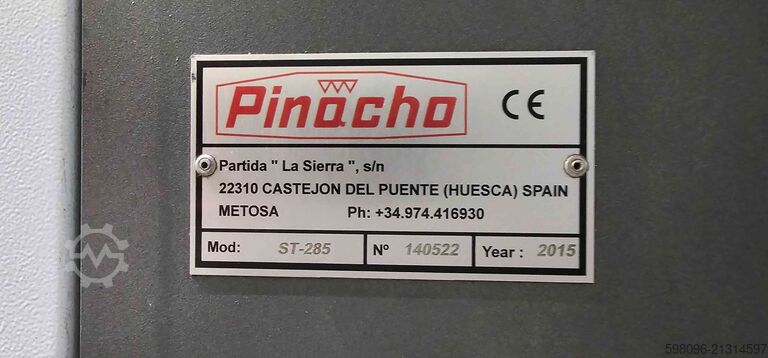 Pinacho CE
Partida " La Sierra ", s/n
22310 CASTEJON DEL PUENTE (HUESCA) SPAIN
METOSA Ph: +34.974.416930
Mod: ST-285 Nº 140522 Year : 2015
598096-21314597